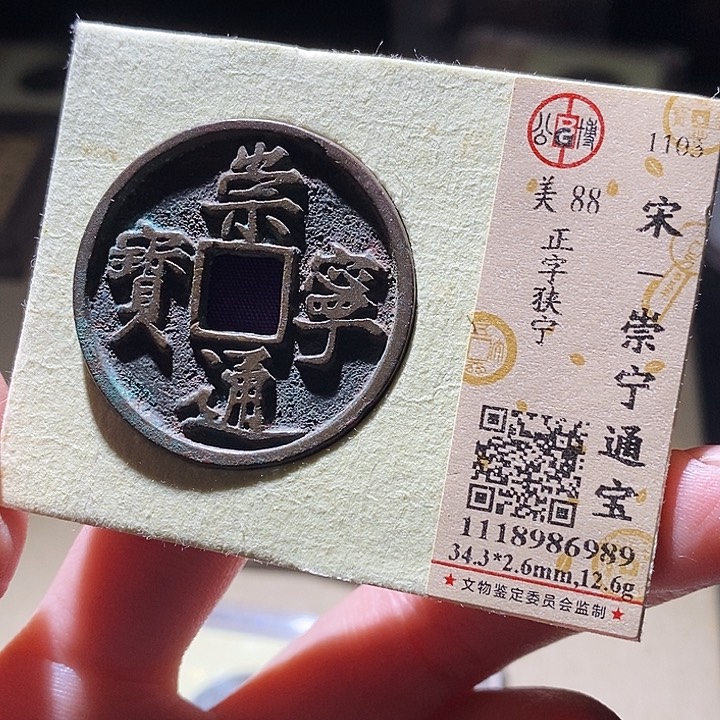 崇寧通寶
公博
1103
美 88
正字狭宁
宋-崇宁通宝
1118986989
34.3*2.6mm,12.6g
★文物鉴定委员会监制★